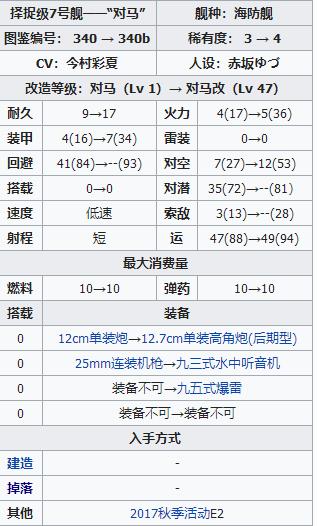 择捉级7号舰——“对马” 舰种：海防舰
图鉴编号： 340 → 340b 稀有度： 3 → 4
CV：今村彩夏 人设：赤坂ゆづ
改造等级：对马（Lv 1）→ 对马改（Lv 47）
耐久 9→17 火力 4(17)→5(36)
装甲 4(16)→7(34) 雷装 0→0
回避 41(84)→--(93) 对空 7(27)→12(53)
搭载 0→0 对潜 35(72)→--(81)
速度 低速 索敌 3(13)→--(28)
射程 短 运 47(88)→49(94)
最大消费量
燃料 10→10 弹药 10→10
搭载 装备
0 12cm单装炮→12.7cm单装高角炮(后期型)
0 25mm连装机枪→九三式水中听音机
0 装备不可→九五式爆雷
0 装备不可→装备不可
入手方式
建造 -
掉落 -
其他 2017秋季活动E2